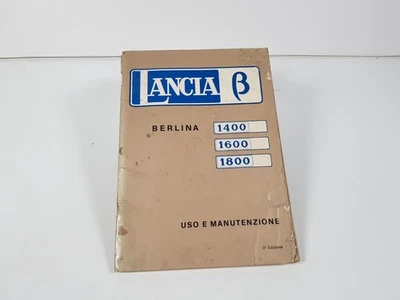 LANCIA β
BERLINA 1400
1600
1800
USO E MANUTENZIONE